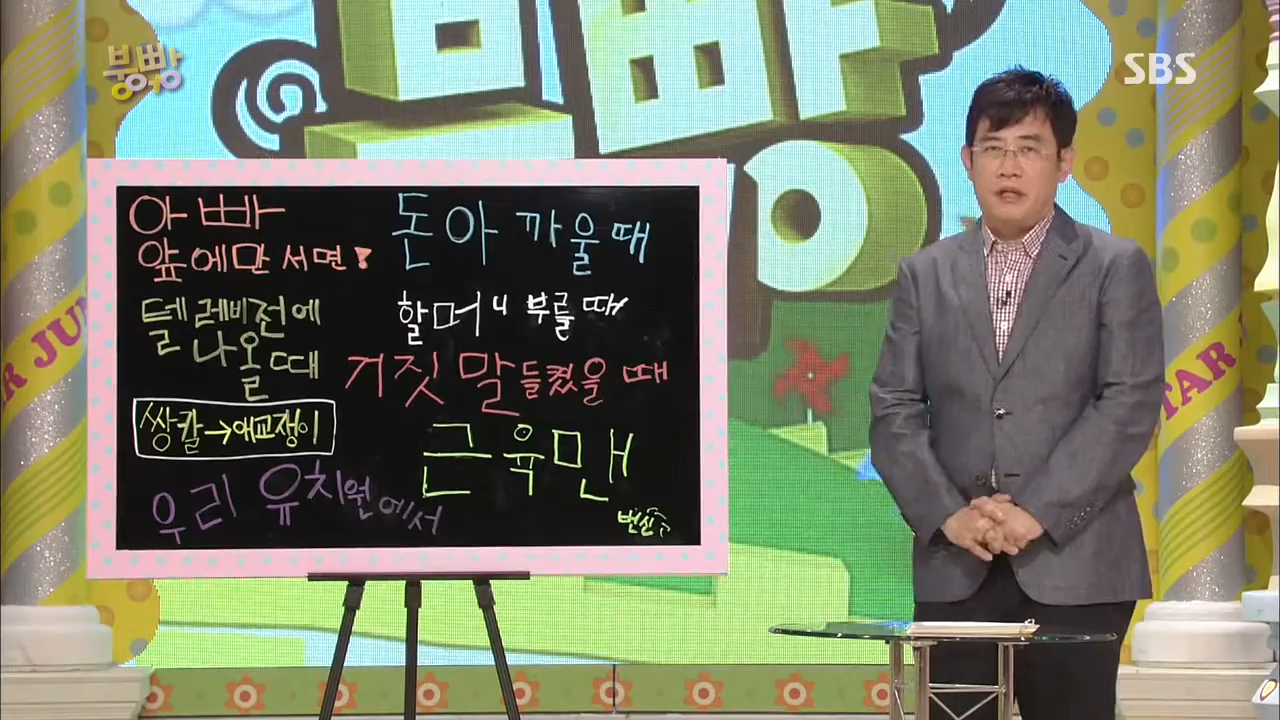 붕빵
SBS
아빠
앞에만 서면!
텔레비전에
나올때
쌍칼→애교쟁이
우리 유치원에서
돈아까울때
할머니 부를때
거짓말들켰을때
근육맨
변신
R JU
TAR